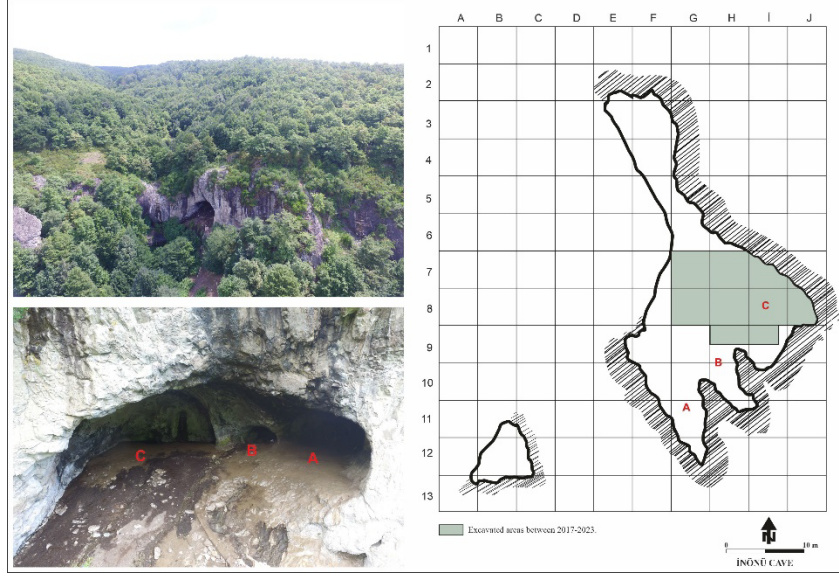 A B C D E F G H İ J
1
2
3
4
5
6
7
8
9
10
11
12
13
C
B
A
C B A
Excavated areas between 2017-2023.
N
0 10 m
İNÖNÜ CAVE